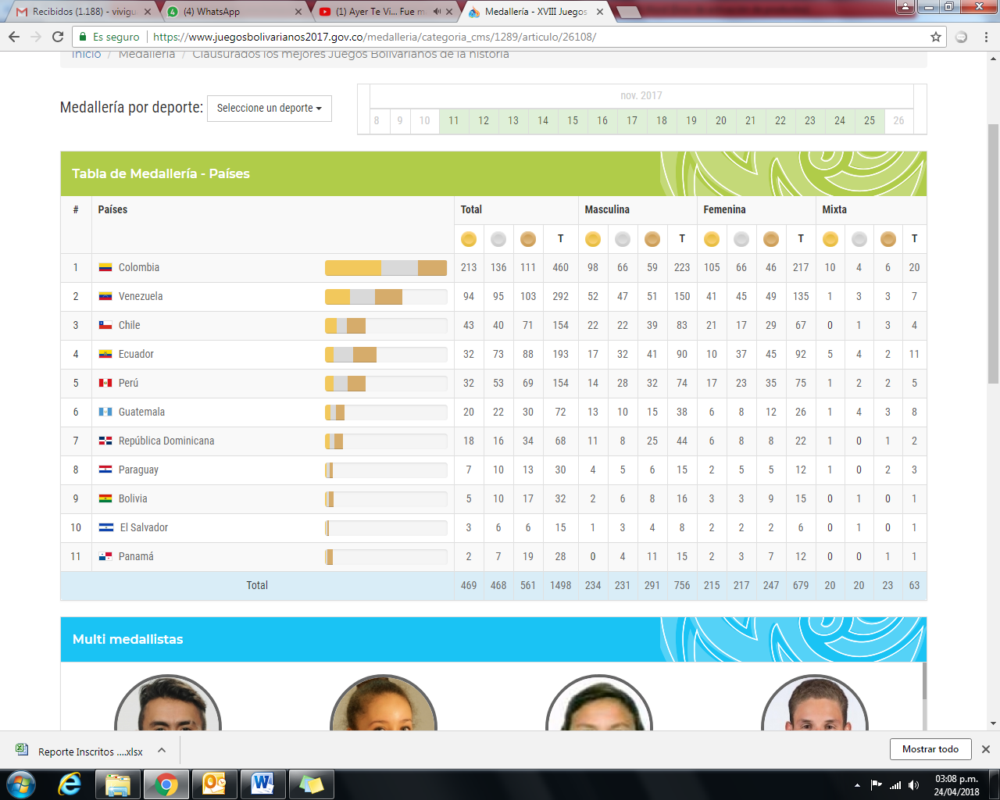 Recibidos (1.188) - vivigu
(4) WhatsApp
(1) Ayer Te Vi... Fue m
Medallería - XVIII Juegos
Es seguro
https://www.juegosbolivarianos2017.gov.co/medalleria/categoria_cms/1289/articulo/26108/
Inicio / Medallería / Clausurados los mejores Juegos Bolivarianos de la historia
Medallería por deporte: Seleccione un deporte
nov. 2017
8 9 10 11 12 13 14 15 16 17 18 19 20 21 22 23 24 25 26
Tabla de Medallería - Países
# Países Total Masculina Femenina Mixta
T T T T
1 Colombia 213 136 111 460 98 66 59 223 105 66 46 217 10 4 6 20
2 Venezuela 94 95 103 292 52 47 51 150 41 45 49 135 1 3 3 7
3 Chile 43 40 71 154 22 22 39 83 21 17 29 67 0 1 3 4
4 Ecuador 32 73 88 193 17 32 41 90 10 37 45 92 5 4 2 11
5 Perú 32 53 69 154 14 28 32 74 17 23 35 75 1 2 2 5
6 Guatemala 20 22 30 72 13 10 15 38 6 8 12 26 1 4 3 8
7 República Dominicana 18 16 34 68 11 8 25 44 6 8 8 22 1 0 1 2
8 Paraguay 7 10 13 30 4 5 6 15 2 5 5 12 1 0 2 3
9 Bolivia 5 10 17 32 2 6 8 16 3 3 9 15 0 1 0 1
10 El Salvador 3 6 6 15 1 3 4 8 2 2 2 6 0 1 0 1
11 Panamá 2 7 19 28 0 4 11 15 2 3 7 12 0 0 1 1
Total 469 468 561 1498 234 231 291 756 215 217 247 679 20 20 23 63
Multi medallistas
Reporte Inscritos ....xlsx
Mostrar todo
03:08 p.m.
24/04/2018